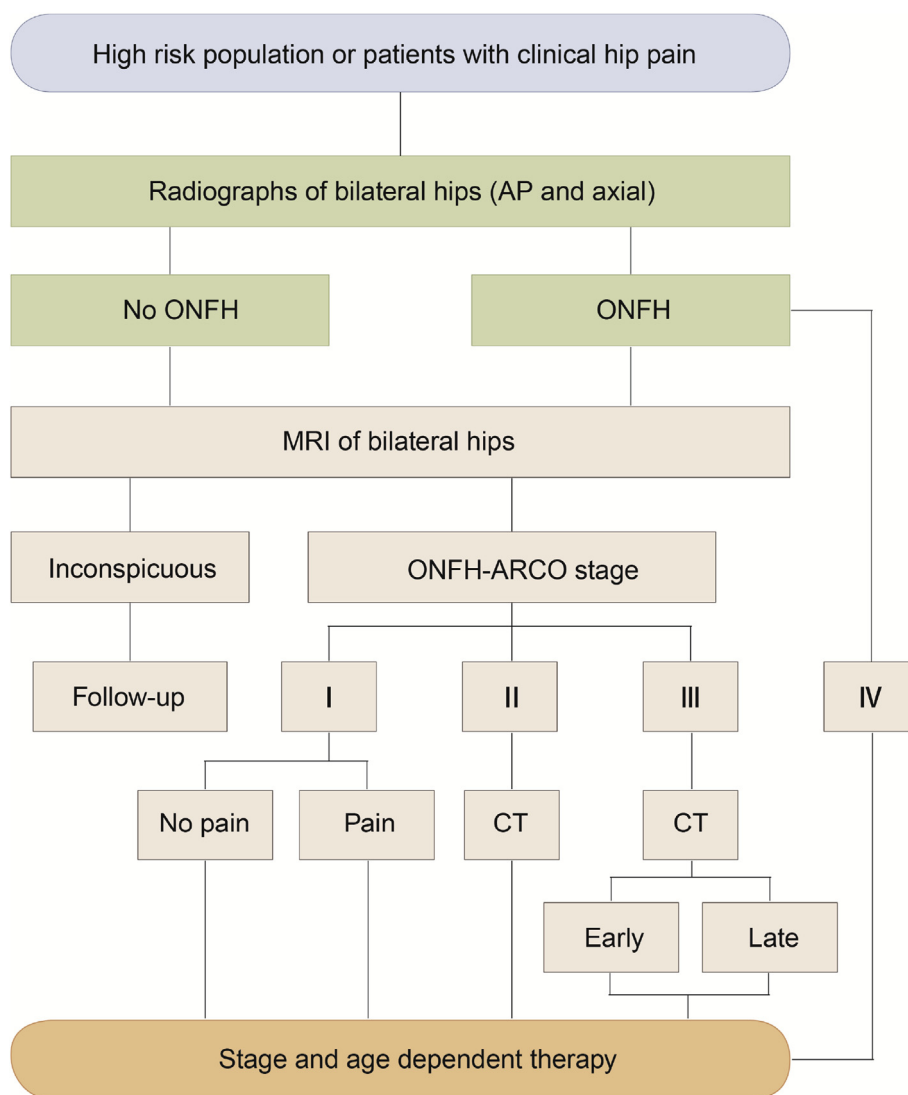 High risk population or patients with clinical hip pain
Radiographs of bilateral hips (AP and axial)
No ONFH
ONFH
MRI of bilateral hips
Inconspicuous
ONFH-ARCO stage
Follow-up
I
II
III
IV
No pain
Pain
CT
CT
Early
Late
Stage and age dependent therapy